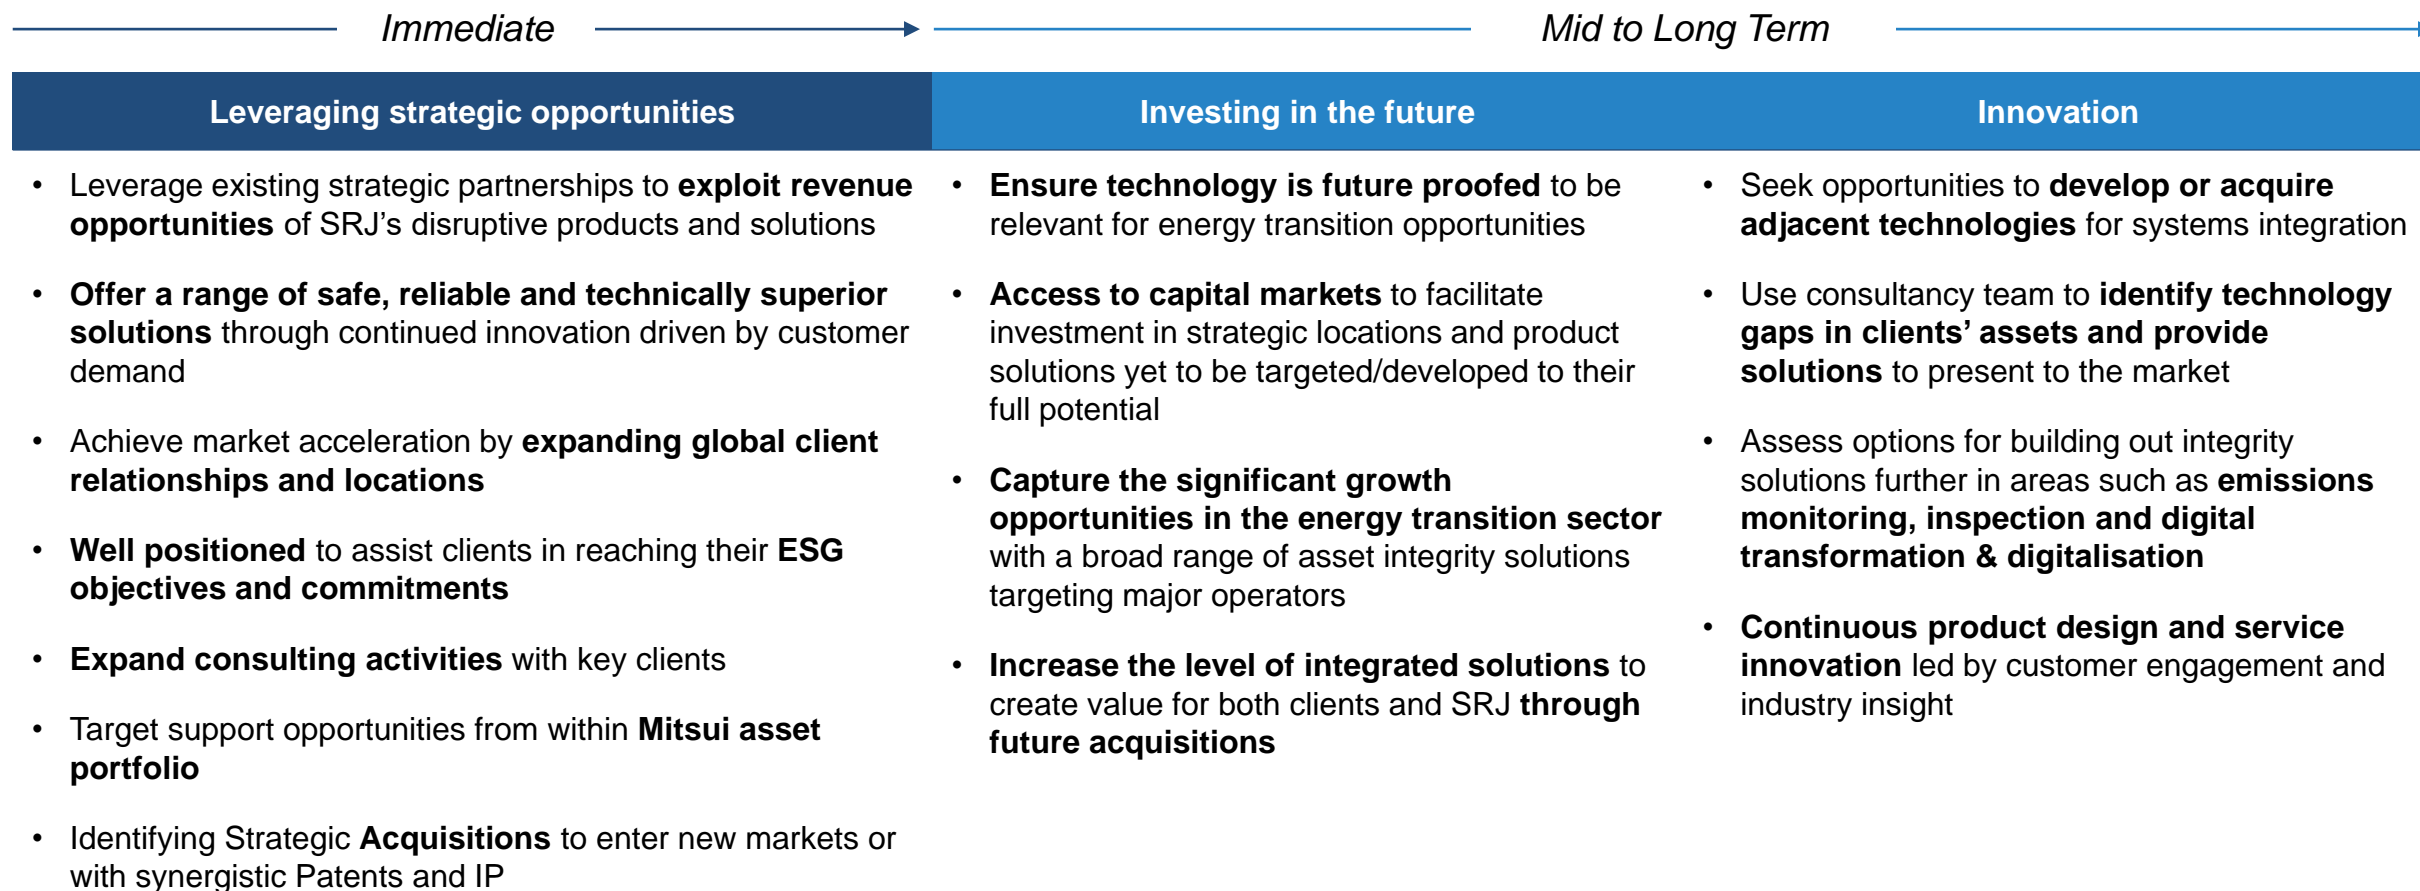 Immediate
Mid to Long Term
Leveraging strategic opportunities
Investing in the future
Innovation
• Leverage existing strategic partnerships to exploit revenue
opportunities of SRJ’s disruptive products and solutions
• Offer a range of safe, reliable and technically superior
solutions through continued innovation driven by customer
demand
• Achieve market acceleration by expanding global client
relationships and locations
• Well positioned to assist clients in reaching their ESG
objectives and commitments
• Expand consulting activities with key clients
• Target support opportunities from within Mitsui asset
portfolio
• Identifying Strategic Acquisitions to enter new markets or
with synergistic Patents and IP
• Ensure technology is future proofed to be
relevant for energy transition opportunities
• Access to capital markets to facilitate
investment in strategic locations and product
solutions yet to be targeted/developed to their
full potential
• Capture the significant growth
opportunities in the energy transition sector
with a broad range of asset integrity solutions
targeting major operators
• Increase the level of integrated solutions to
create value for both clients and SRJ through
future acquisitions
• Seek opportunities to develop or acquire
adjacent technologies for systems integration
• Use consultancy team to identify technology
gaps in clients’ assets and provide
solutions to present to the market
• Assess options for building out integrity
solutions further in areas such as emissions
monitoring, inspection and digital
transformation & digitalisation
• Continuous product design and service
innovation led by customer engagement and
industry insight